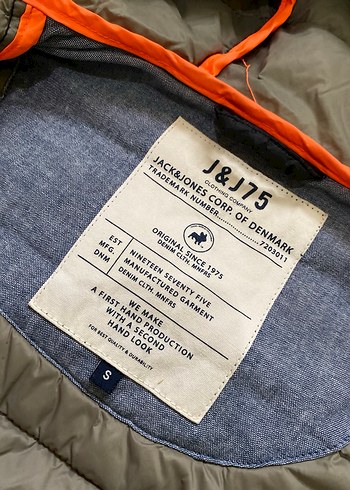 J&J75
CLOTHING COMPANY
JACK&JONES CORP. OF DENMARK
TRADEMARK NUMBER..............7203011
ORIGINAL SINCE 1975
DENIM CLTH. MNFRS
EST
MFG.
DNM
NINETEEN SEVENTY FIVE
MANUFACTURED GARMENT
DENIM CLTH. MNFRS
WE MAKE
A FIRST HAND PRODUCTION
WITH A SECOND
HAND LOOK
FOR BEST QUALITY & DURABILITY
S